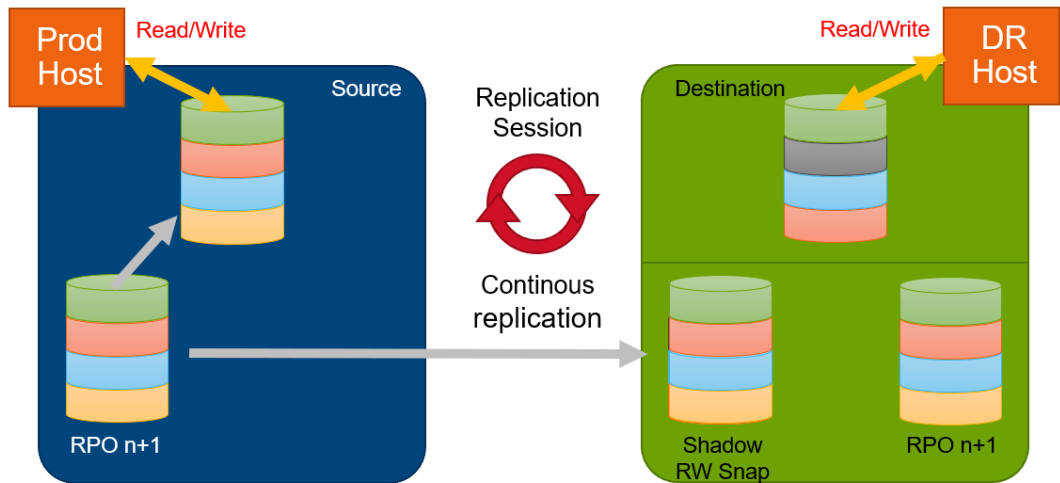 Prod
Host
Read/Write
Source
Replication
Session
Continous
replication
RPO n+1
Read/Write
DR
Host
Destination
Shadow
RW Snap
RPO n+1